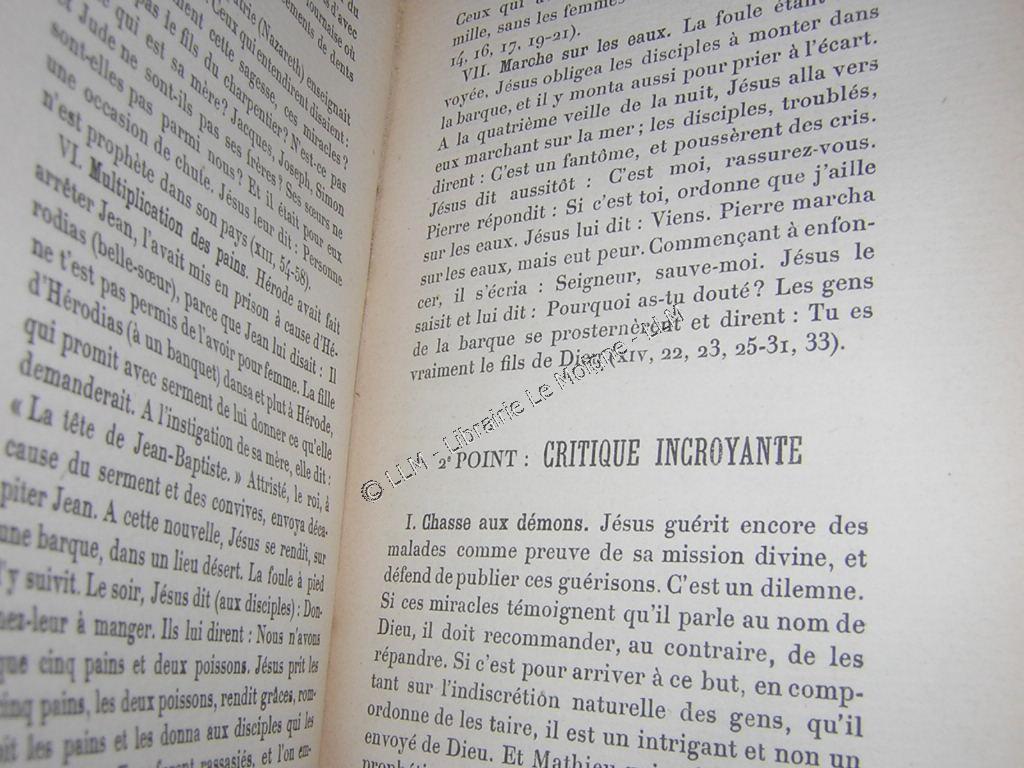 (Nazareth) enseignait
cette sagesse, ces miracles?
pas le fils du charpentier? N'est-ce pas
qui est sa mère? Jacques, Joseph, Simon
et Jude ne sont-ils pas ses frères? Ses sœurs ne
sont-elles pas parmi nous? Et il était pour eux
une occasion de chute. Jésus leur dit : Personne
n'est prophète dans son pays (XIII, 54-58).
VI. Multiplication des pains. Hérode avait fait
arrêter Jean, l'avait mis en prison à cause d'Hé-
rodias (belle-sœur), parce que Jean lui disait : Il
ne t'est pas permis de l'avoir pour femme. La fille
d'Hérodias (à un banquet) dansa et plut à Hérode,
qui promit avec serment de lui donner ce qu'elle
demanderait. A l'instigation de sa mère, elle dit :
« La tête de Jean-Baptiste. » Attristé, le roi, à
cause du serment et des convives, envoya déca-
piter Jean. A cette nouvelle, Jésus se rendit, sur
une barque, dans un lieu désert. La foule à pied
l'y suivit. Le soir, Jésus dit (aux disciples) : Don-
nez-leur à manger. Ils lui dirent : Nous n'avons
que cinq pains et deux poissons. Jésus prit les
cinq pains, les deux poissons, rendit grâces, rom-
pit les pains et les donna aux disciples qui les
rassasiés, et l'on em-
Ceux qui
mille, sans les femmes
14, 16, 17, 19-21).
VII. Marche sur les eaux. La foule étant
voyée, Jésus obligea les disciples à monter dans
la barque, et il y monta aussi pour prier à l'écart.
A la quatrième veille de la nuit, Jésus alla vers
eux marchant sur la mer ; les disciples, troublés,
dirent : C'est un fantôme, et poussèrent des cris.
Jésus dit aussitôt : C'est moi, rassurez-vous.
Pierre répondit : Si c'est toi, ordonne que j'aille
sur les eaux. Jésus lui dit : Viens. Pierre marcha
sur les eaux, mais eut peur. Commençant à enfon-
cer, il s'écria : Seigneur, sauve-moi. Jésus le
saisit et lui dit : Pourquoi as-tu douté? Les gens
de la barque se prosternèrent et dirent : Tu es
vraiment le fils de Dieu (XIV, 22, 23, 25-31, 33).
2e POINT : CRITIQUE INCROYANTE
I. Chasse aux démons. Jésus guérit encore des
malades comme preuve de sa mission divine, et
défend de publier ces guérisons. C'est un dilemne.
Si ces miracles témoignent qu'il parle au nom de
Dieu, il doit recommander, au contraire, de les
répandre. Si c'est pour arriver à ce but, en comp-
tant sur l'indiscrétion naturelle des gens, qu'il
ordonne de les taire, il est un intrigant et non un
envoyé de Dieu. Et Mathieu
© LLM - Librairie Le Moigne - LLM